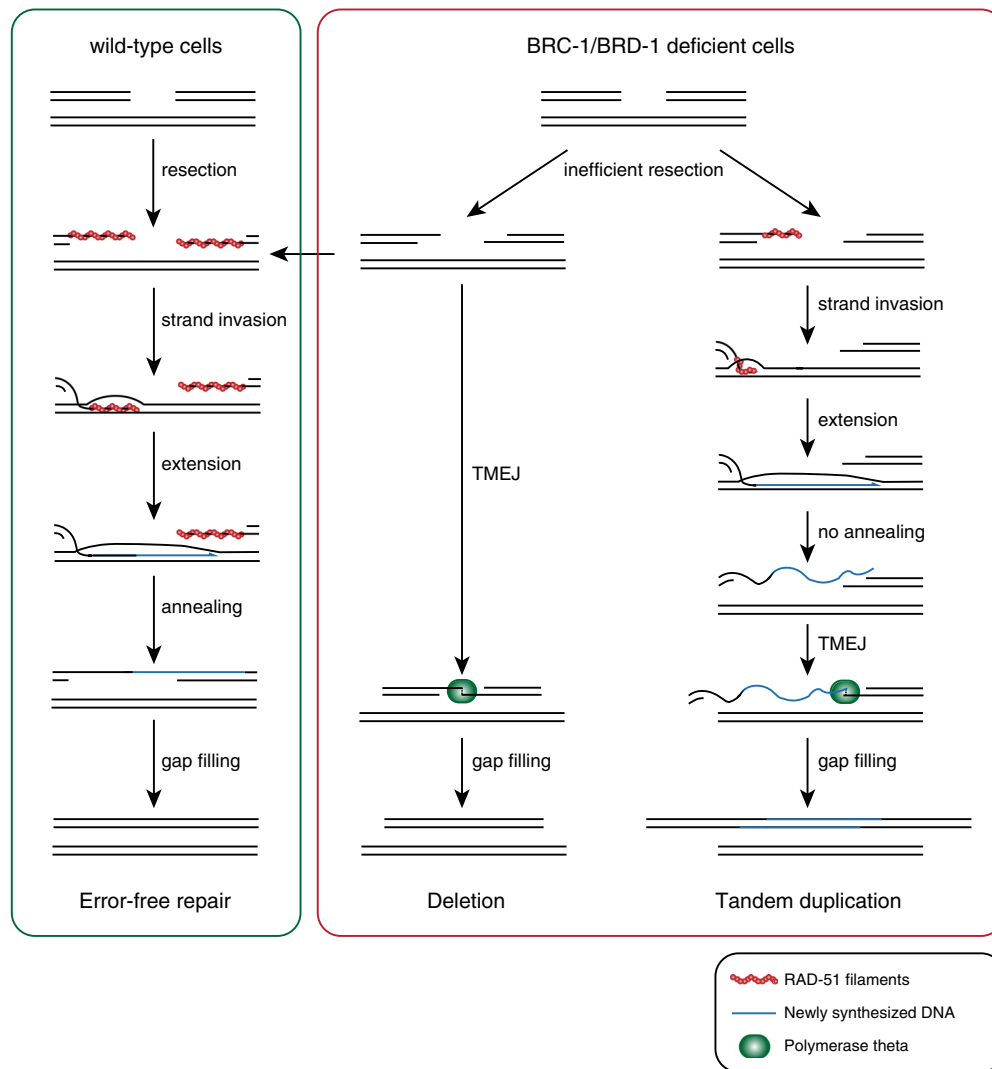 wild-type cells
resection
strand invasion
extension
annealing
gap filling
Error-free repair
BRC-1/BRD-1 deficient cells
inefficient resection
TMEJ
gap filling
Deletion
strand invasion
extension
no annealing
TMEJ
gap filling
Tandem duplication
RAD-51 filaments
Newly synthesized DNA
Polymerase theta